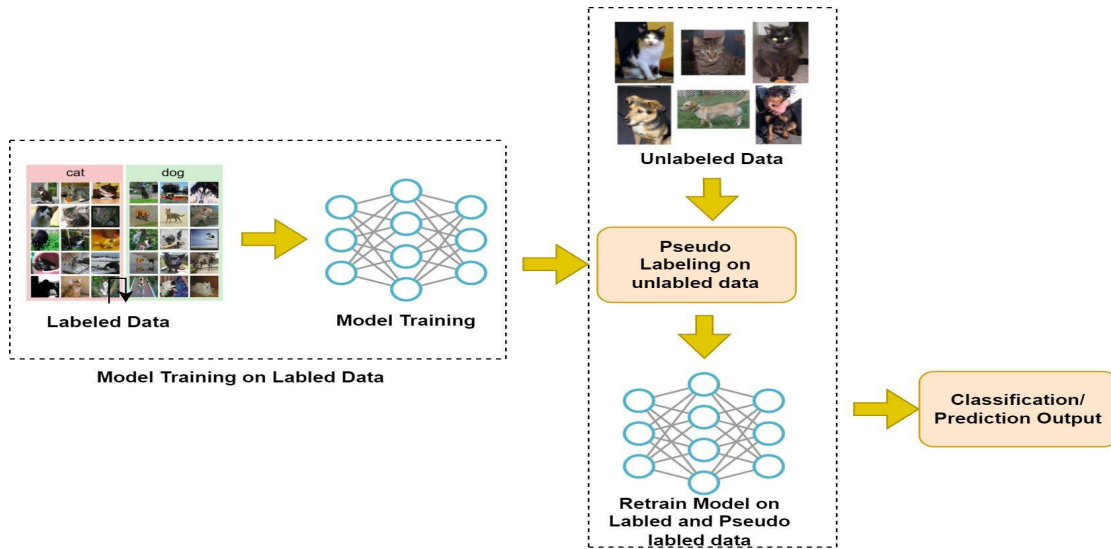 cat
dog
Labeled Data
Model Training
Model Training on Labled Data
Unlabeled Data
Pseudo
Labeling on
unlabled data
Retrain Model on
Labled and Pseudo
labled data
Classification/
Prediction Output